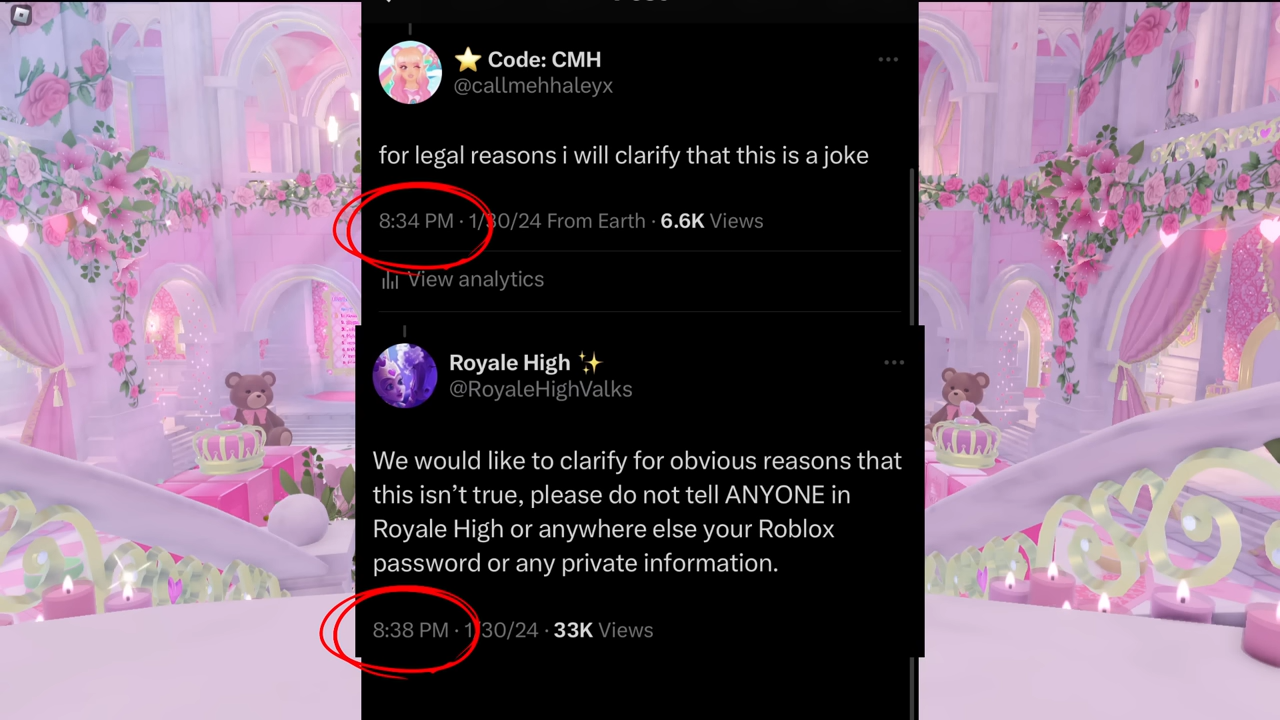 ⭐ Code: CMH
@callmehhaleyx
for legal reasons i will clarify that this is a joke
8:34 PM · 1/30/24 From Earth · 6.6K Views
View analytics
Royale High ✨
@RoyaleHighValks
We would like to clarify for obvious reasons that
this isn’t true, please do not tell ANYONE in
Royale High or anywhere else your Roblox
password or any private information.
8:38 PM · 1/30/24 · 33K Views